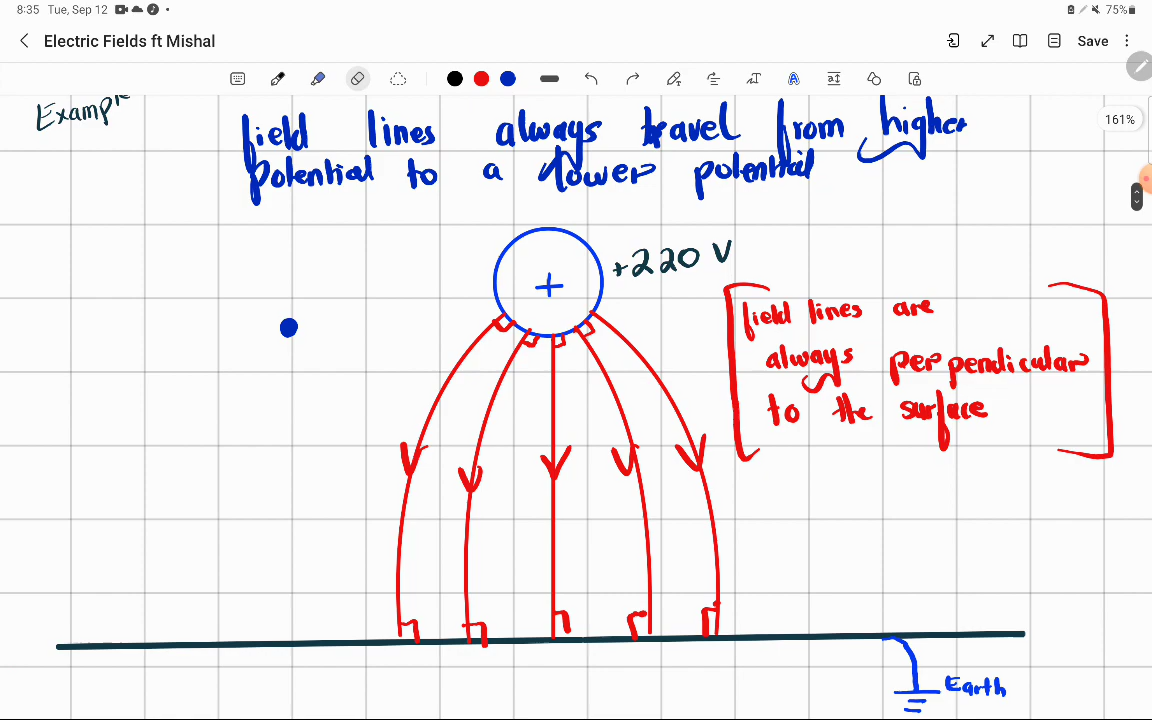 8:35 Tue, Sep 12
75%
Electric Fields ft Mishal
Save
161%
Example
field lines always travel from higher
potential to a lower potential
+
+220 V
field lines are
always perpendicular
to the surface
Earth